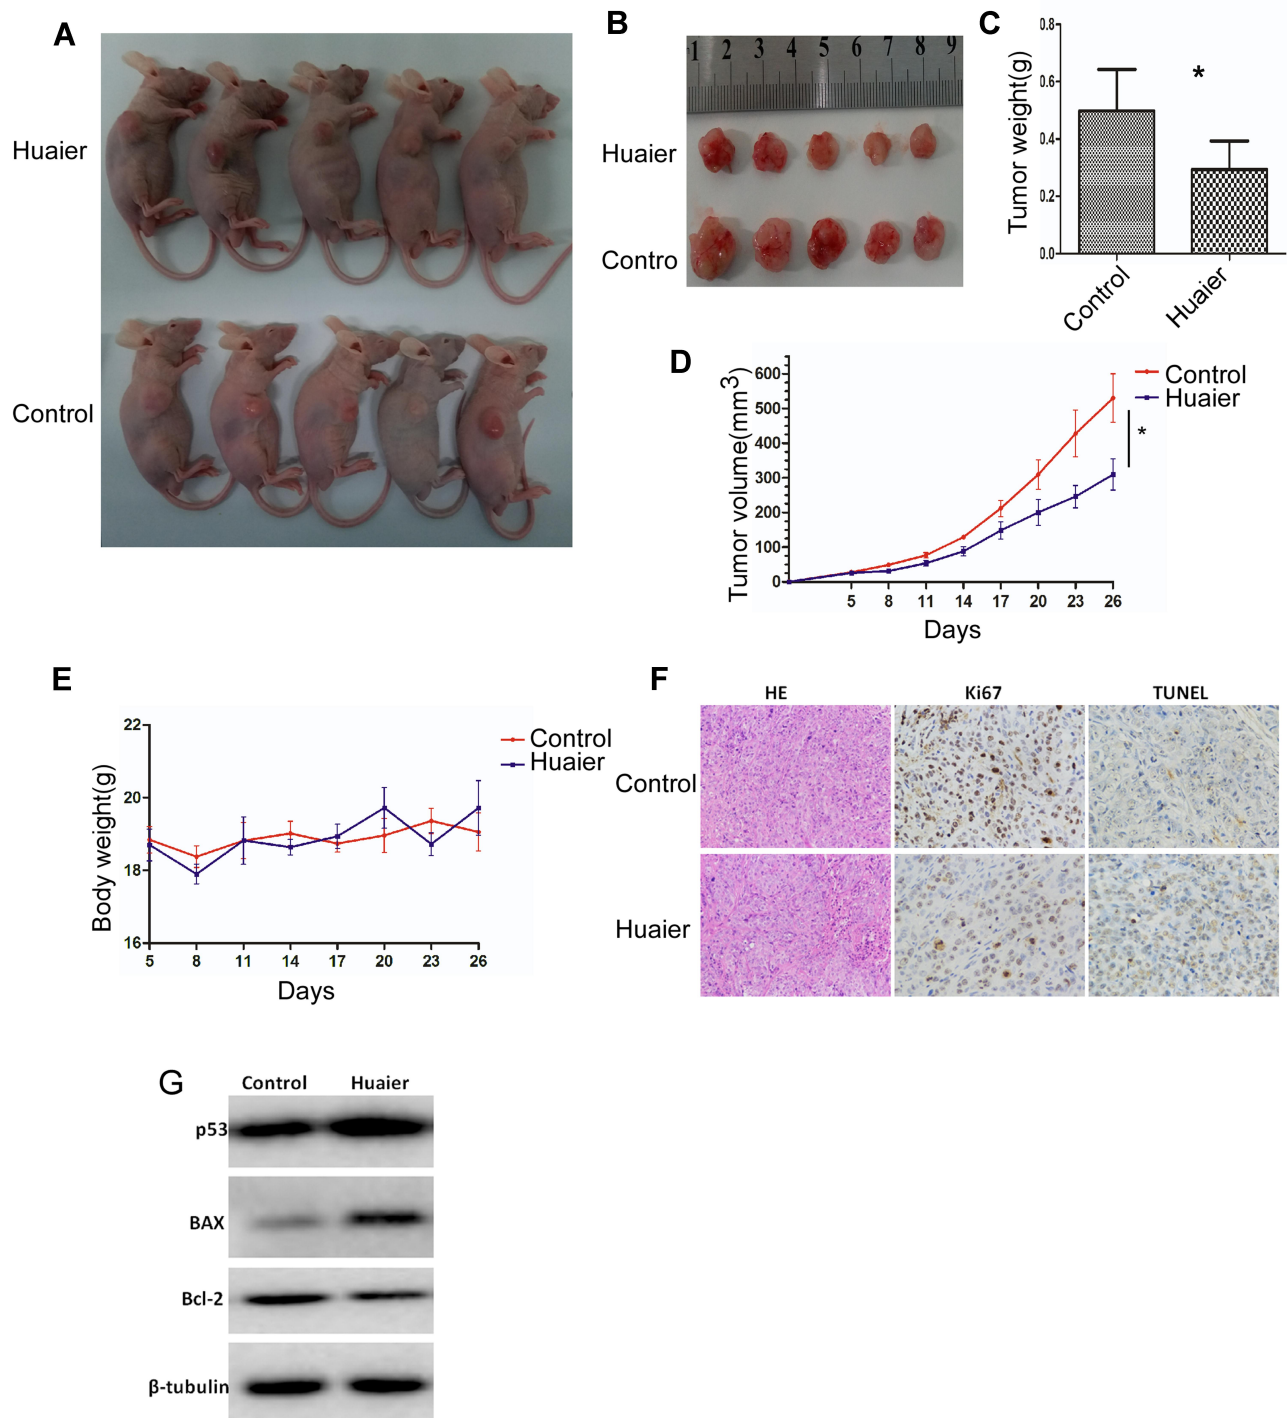 A
Huaier
Control
B
1 2 3 4 5 6 7 8 9
Huaier
Contro
C
Tumor weight(g)
0.8
0.6
0.4
0.2
0.0
*
Control
Huaier
D
Tumor volume(mm3)
600
500
400
300
200
100
0
5 8 11 14 17 20 23 26
Days
Control
Huaier
*
E
Body weight(g)
22
20
18
16
5 8 11 14 17 20 23 26
Days
Control
Huaier
F
HE Ki67 TUNEL
Control
Huaier
G
Control Huaier
p53
BAX
Bcl-2
β-tubulin